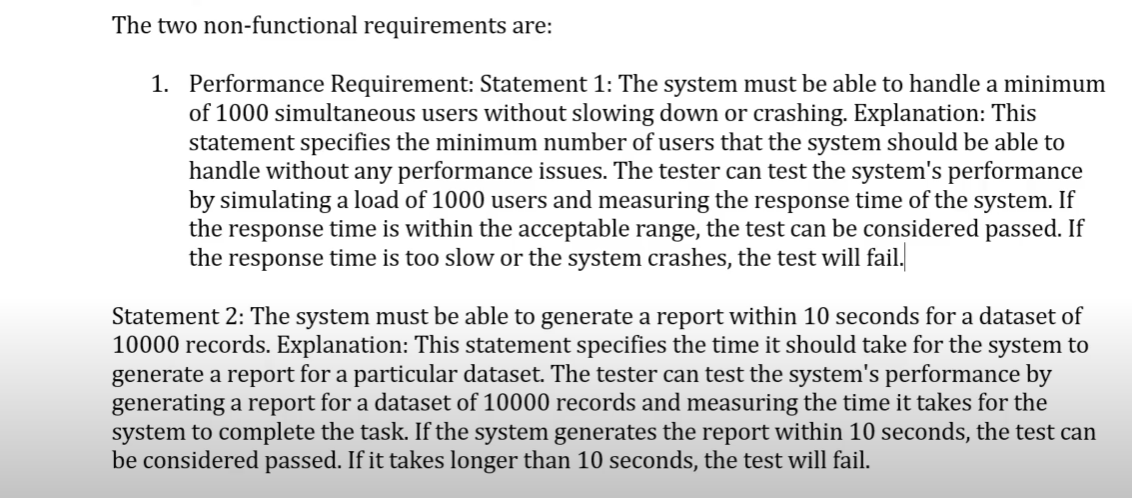 The two non-functional requirements are:
1. Performance Requirement: Statement 1: The system must be able to handle a minimum
of 1000 simultaneous users without slowing down or crashing. Explanation: This
statement specifies the minimum number of users that the system should be able to
handle without any performance issues. The tester can test the system's performance
by simulating a load of 1000 users and measuring the response time of the system. If
the response time is within the acceptable range, the test can be considered passed. If
the response time is too slow or the system crashes, the test will fail.
Statement 2: The system must be able to generate a report within 10 seconds for a dataset of
10000 records. Explanation: This statement specifies the time it should take for the system to
generate a report for a particular dataset. The tester can test the system's performance by
generating a report for a dataset of 10000 records and measuring the time it takes for the
system to complete the task. If the system generates the report within 10 seconds, the test can
be considered passed. If it takes longer than 10 seconds, the test will fail.